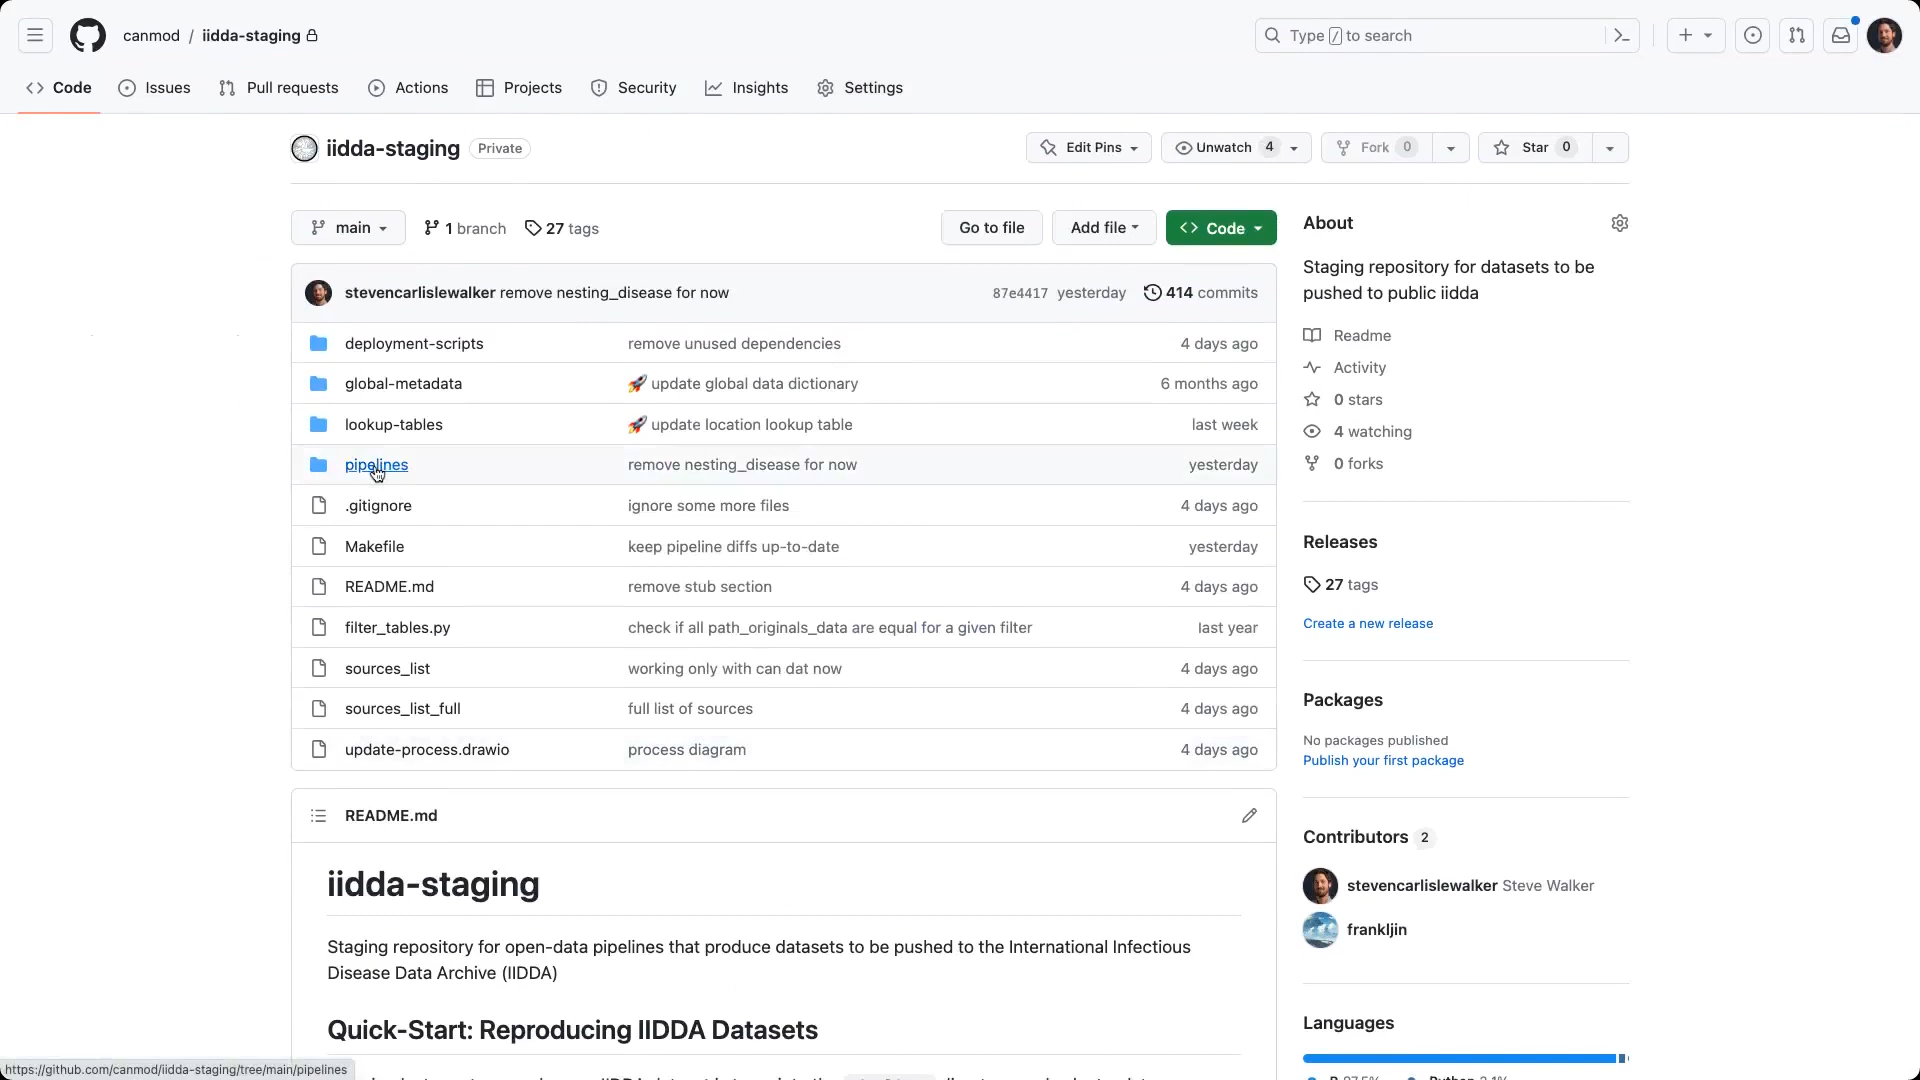 canmod / iidda-staging
Type / to search
Code
Issues
Pull requests
Actions
Projects
Security
Insights
Settings
iidda-staging Private
Edit Pins
Unwatch 4
Fork 0
Star 0
main
1 branch
27 tags
Go to file
Add file
Code
stevencarlislewalker remove nesting_disease for now 87e4417 yesterday 414 commits
deployment-scripts remove unused dependencies 4 days ago
global-metadata 🚀 update global data dictionary 6 months ago
lookup-tables 🚀 update location lookup table last week
pipelines remove nesting_disease for now yesterday
.gitignore ignore some more files 4 days ago
Makefile keep pipeline diffs up-to-date yesterday
README.md remove stub section 4 days ago
filter_tables.py check if all path_originals_data are equal for a given filter last year
sources_list working only with can dat now 4 days ago
sources_list_full full list of sources 4 days ago
update-process.drawio process diagram 4 days ago
README.md
iidda-staging
Staging repository for open-data pipelines that produce datasets to be pushed to the International Infectious
Disease Data Archive (IIDDA)
Quick-Start: Reproducing IIDDA Datasets
About
Staging repository for datasets to be
pushed to public iidda
Readme
Activity
0 stars
4 watching
0 forks
Releases
27 tags
Create a new release
Packages
No packages published
Publish your first package
Contributors 2
stevencarlislewalker Steve Walker
frankljin
Languages
https://github.com/canmod/iidda-staging/tree/main/pipelines